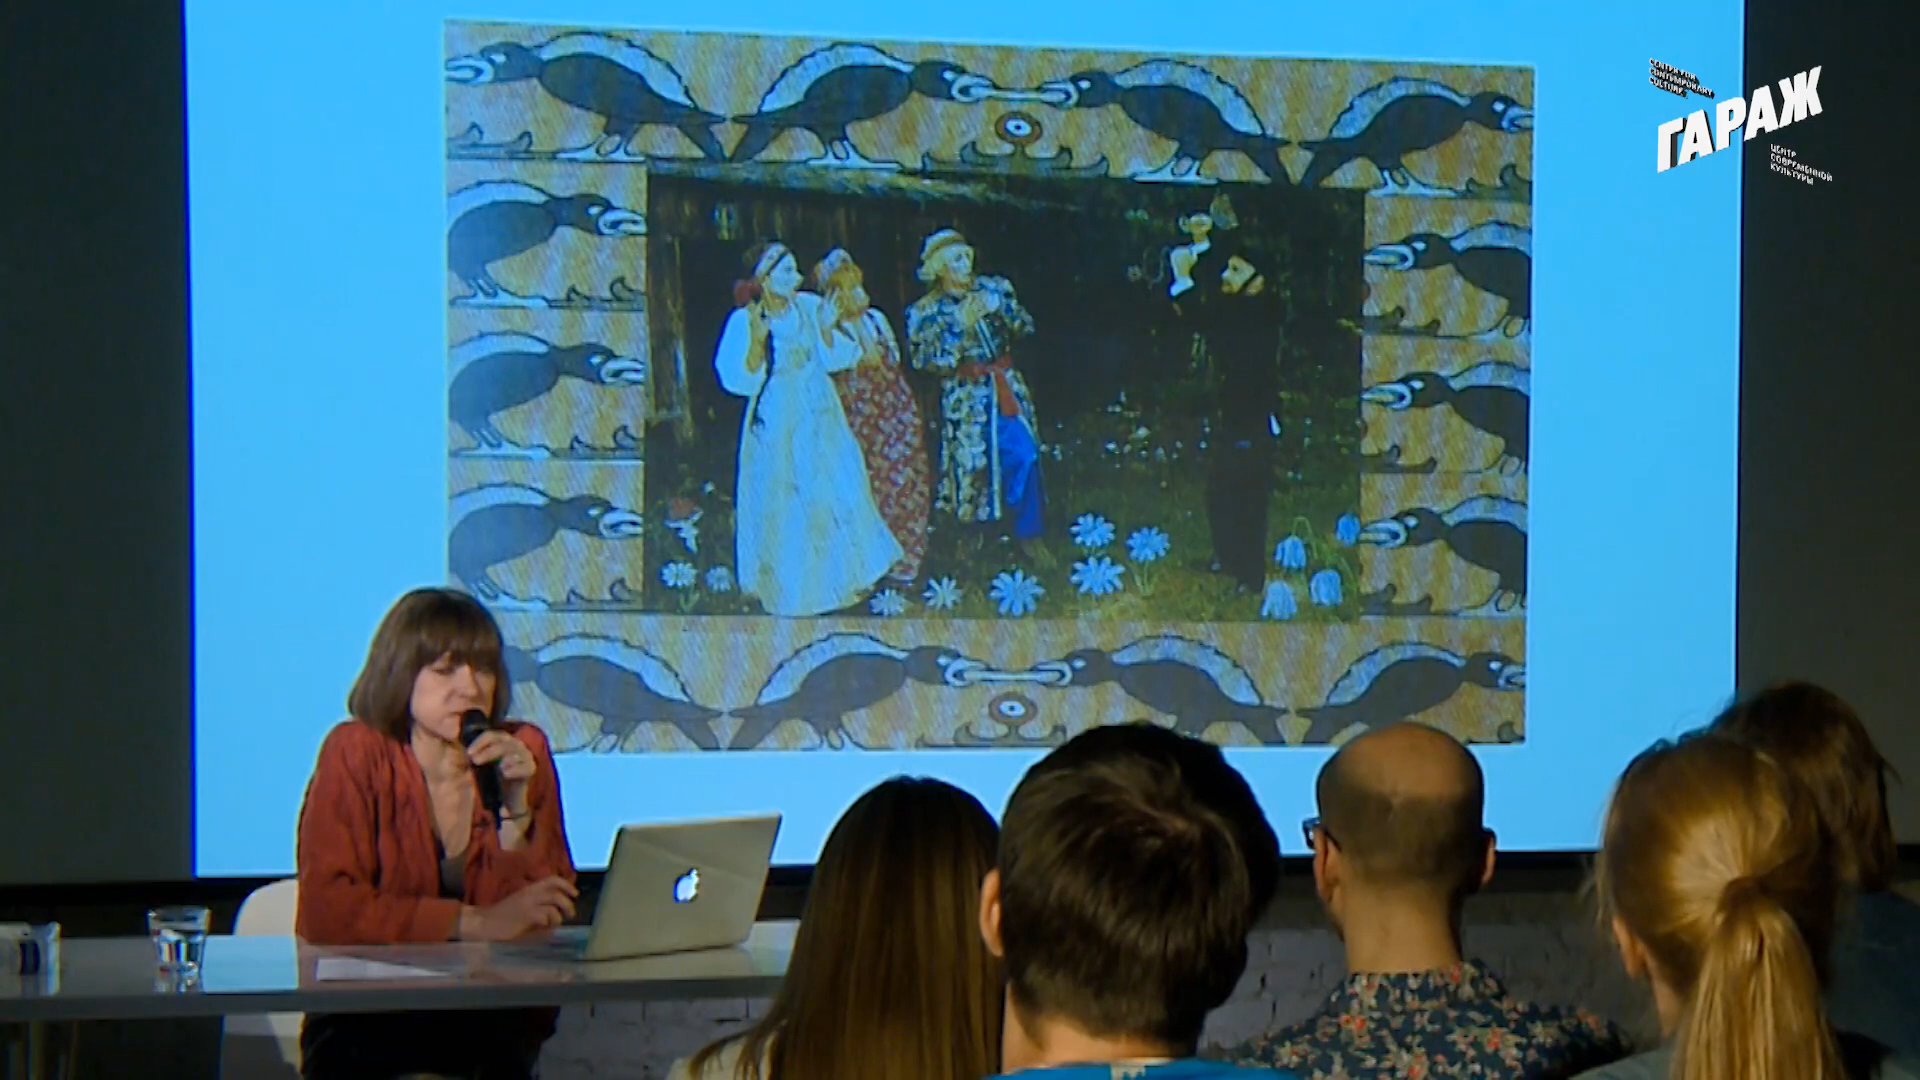 CENTER FOR
CONTEMPORARY
CULTURE
ГАРАЖ
ЦЕНТР
СОВРЕМЕННОЙ
КУЛЬТУРЫ